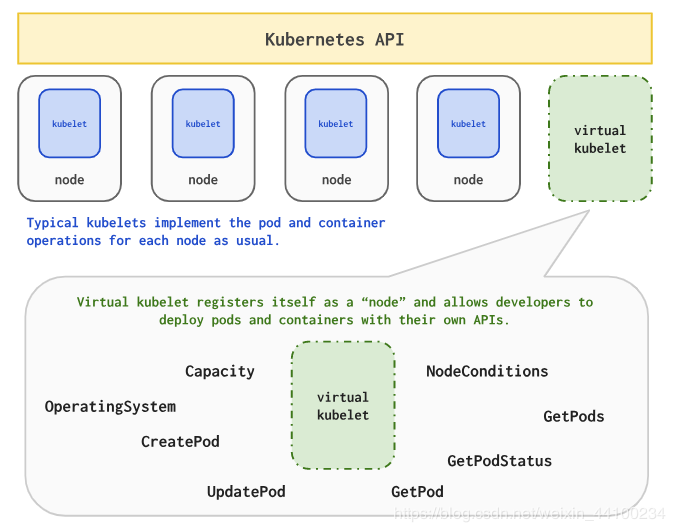 Kubernetes API
kubelet
kubelet
kubelet
kubelet
virtual
kubelet
node
node
node
node
Typical kubelets implement the pod and container
operations for each node as usual.
Virtual kubelet registers itself as a “node” and allows developers to
deploy pods and containers with their own APIs.
Capacity
NodeConditions
virtual
kubelet
OperatingSystem
GetPods
CreatePod
GetPodStatus
UpdatePod
GetPod
https://blog.csdn.net/weixin_44100234